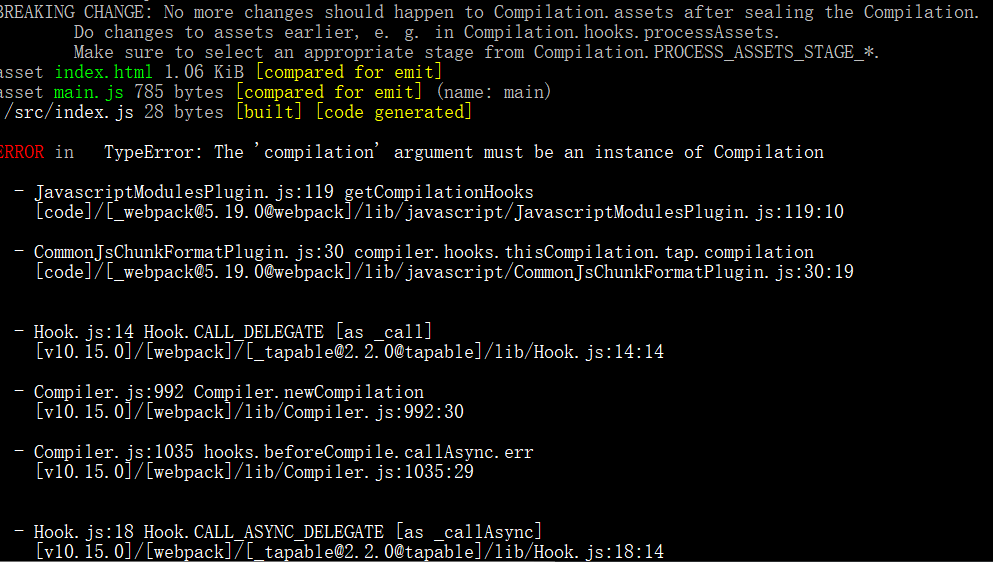 BREAKING CHANGE: No more changes should happen to Compilation.assets after sealing the Compilation.
Do changes to assets earlier, e. g. in Compilation.hooks.processAssets.
Make sure to select an appropriate stage from Compilation.PROCESS_ASSETS_STAGE_*.
asset index.html 1.06 KiB [compared for emit]
asset main.js 785 bytes [compared for emit] (name: main)
/src/index.js 28 bytes [built] [code generated]
ERROR in   TypeError: The 'compilation' argument must be an instance of Compilation
- JavascriptModulesPlugin.js:119 getCompilationHooks
[code]/[_webpack@5.19.0@webpack]/lib/javascript/JavascriptModulesPlugin.js:119:10
- CommonJsChunkFormatPlugin.js:30 compiler.hooks.thisCompilation.tap.compilation
[code]/[_webpack@5.19.0@webpack]/lib/javascript/CommonJsChunkFormatPlugin.js:30:19
- Hook.js:14 Hook.CALL_DELEGATE [as _call]
[v10.15.0]/[webpack]/[_tapable@2.2.0@tapable]/lib/Hook.js:14:14
- Compiler.js:992 Compiler.newCompilation
[v10.15.0]/[webpack]/lib/Compiler.js:992:30
- Compiler.js:1035 hooks.beforeCompile.callAsync.err
[v10.15.0]/[webpack]/lib/Compiler.js:1035:29
- Hook.js:18 Hook.CALL_ASYNC_DELEGATE [as _callAsync]
[v10.15.0]/[webpack]/[_tapable@2.2.0@tapable]/lib/Hook.js:18:14